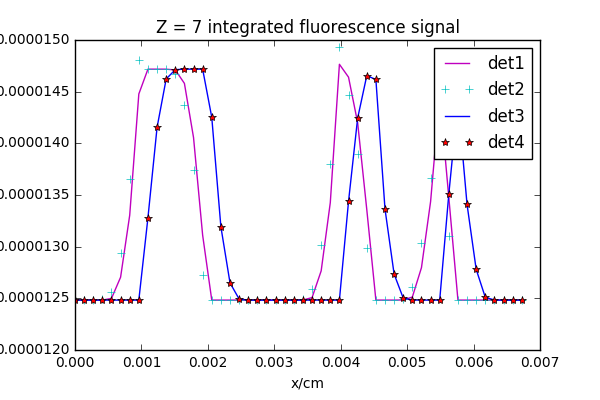 Z = 7 integrated fluorescence signal
0.0000150
0.0000145
0.0000140
0.0000135
0.0000130
0.0000125
0.0000120
det1
det2
det3
det4
0.000 0.001 0.002 0.003 0.004 0.005 0.006 0.007
x/cm